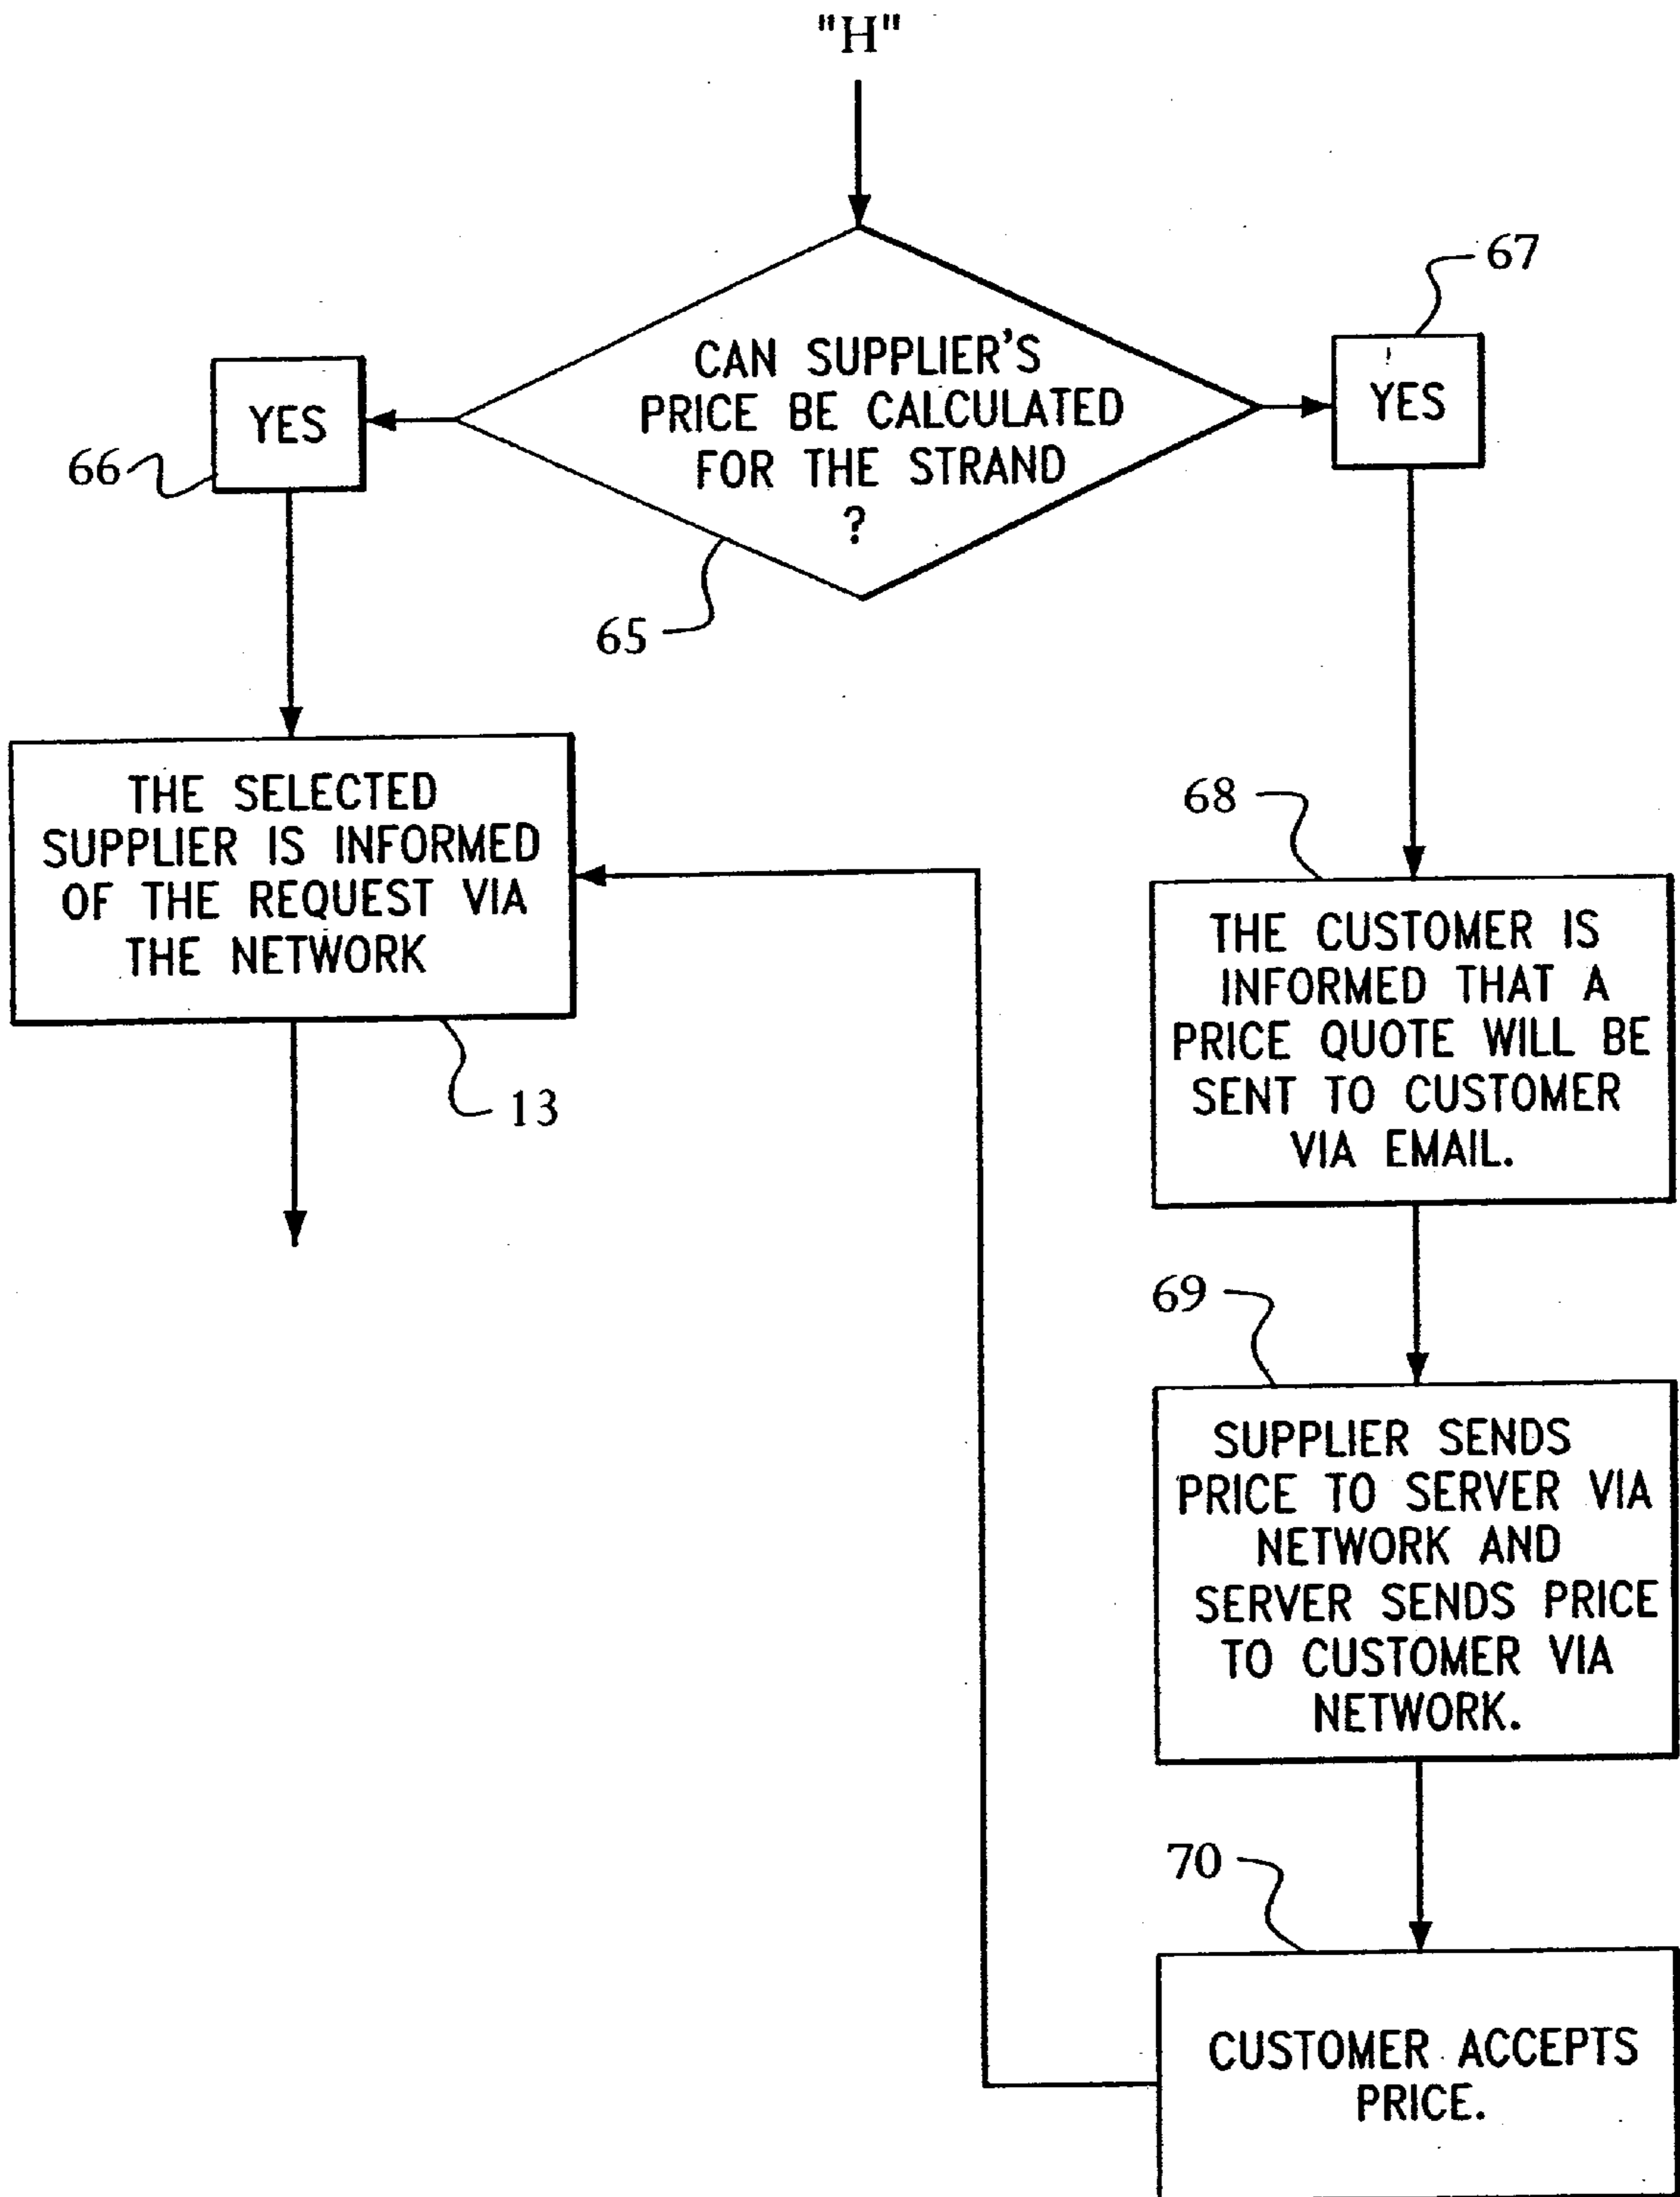 "H"
67
CAN SUPPLIER'S
PRICE BE CALCULATED
FOR THE STRAND
?
YES
YES
66
65
THE SELECTED
SUPPLIER IS INFORMED
OF THE REQUEST VIA
THE NETWORK
13
68
THE CUSTOMER IS
INFORMED THAT A
PRICE QUOTE WILL BE
SENT TO CUSTOMER
VIA EMAIL.
69
SUPPLIER SENDS
PRICE TO SERVER VIA
NETWORK AND
SERVER SENDS PRICE
TO CUSTOMER VIA
NETWORK.
70
CUSTOMER ACCEPTS
PRICE.